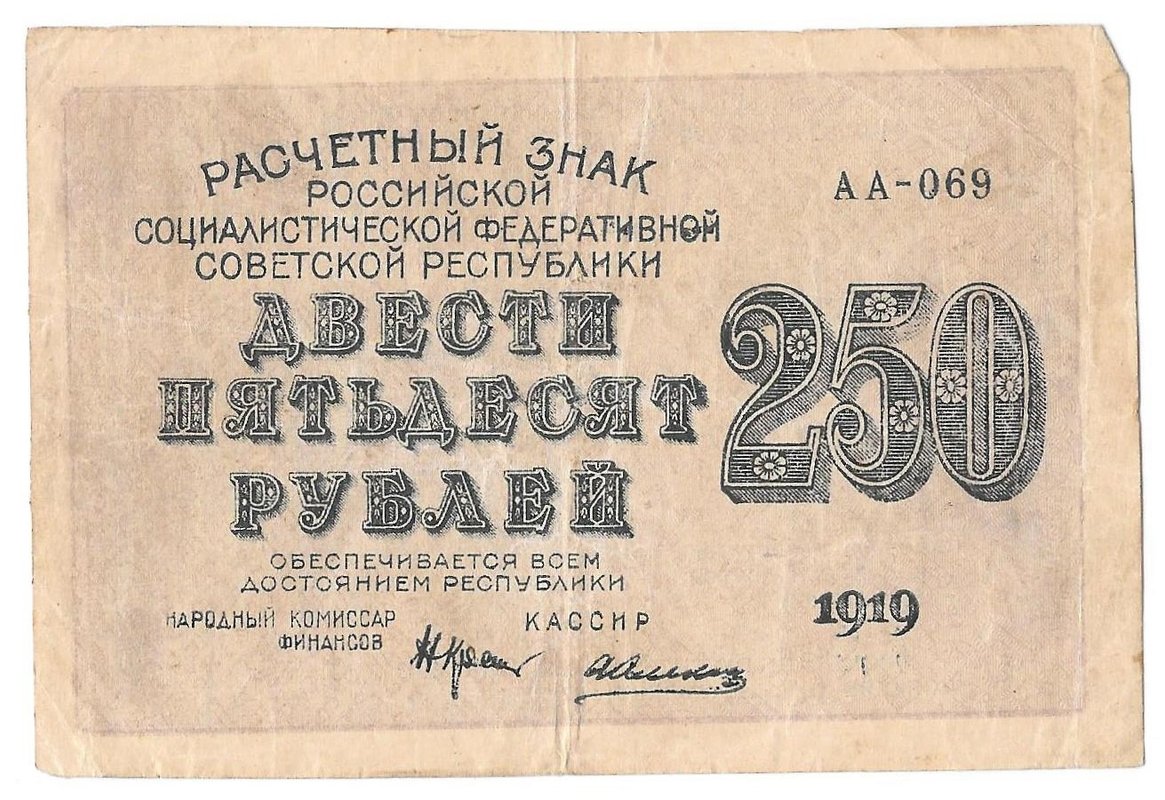 РАСЧЕТНЫЙ ЗНАК
РОССИЙСКОЙ
СОЦИАЛИСТИЧЕСКОЙ ФЕДЕРАТИВНОЙ
СОВЕТСКОЙ РЕСПУБЛИКИ
АА-069
ДВЕСТИ
ПЯТЬДЕСЯТ
РУБЛЕЙ
250
ОБЕСПЕЧИВАЕТСЯ ВСЕМ
ДОСТОЯНИЕМ РЕСПУБЛИКИ
НАРОДНЫЙ КОМИССАР
ФИНАНСОВ
КАССИР
1919